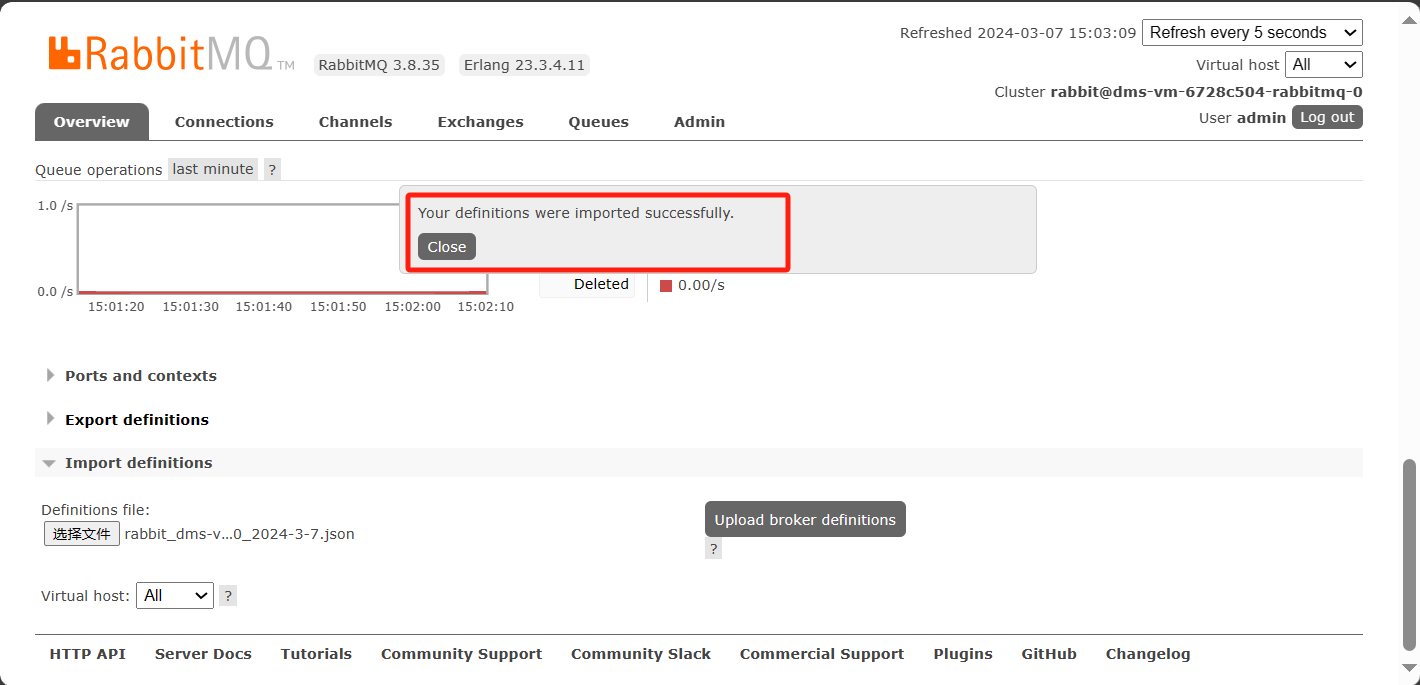 Refreshed 2024-03-07 15:03:09 Refresh every 5 seconds
RabbitMQ TM RabbitMQ 3.8.35 Erlang 23.3.4.11
Virtual host All
Cluster rabbit@dms-vm-6728c504-rabbitmq-0
User admin Log out
Overview Connections Channels Exchanges Queues Admin
Queue operations last minute ?
1.0 /s
Your definitions were imported successfully.
Close
Deleted 0.00/s
0.0 /s
15:01:20 15:01:30 15:01:40 15:01:50 15:02:00 15:02:10
Ports and contexts
Export definitions
Import definitions
Definitions file:
选择文件 rabbit_dms-v...0_2024-3-7.json
Upload broker definitions
?
Virtual host: All ?
HTTP API Server Docs Tutorials Community Support Community Slack Commercial Support Plugins GitHub Changelog